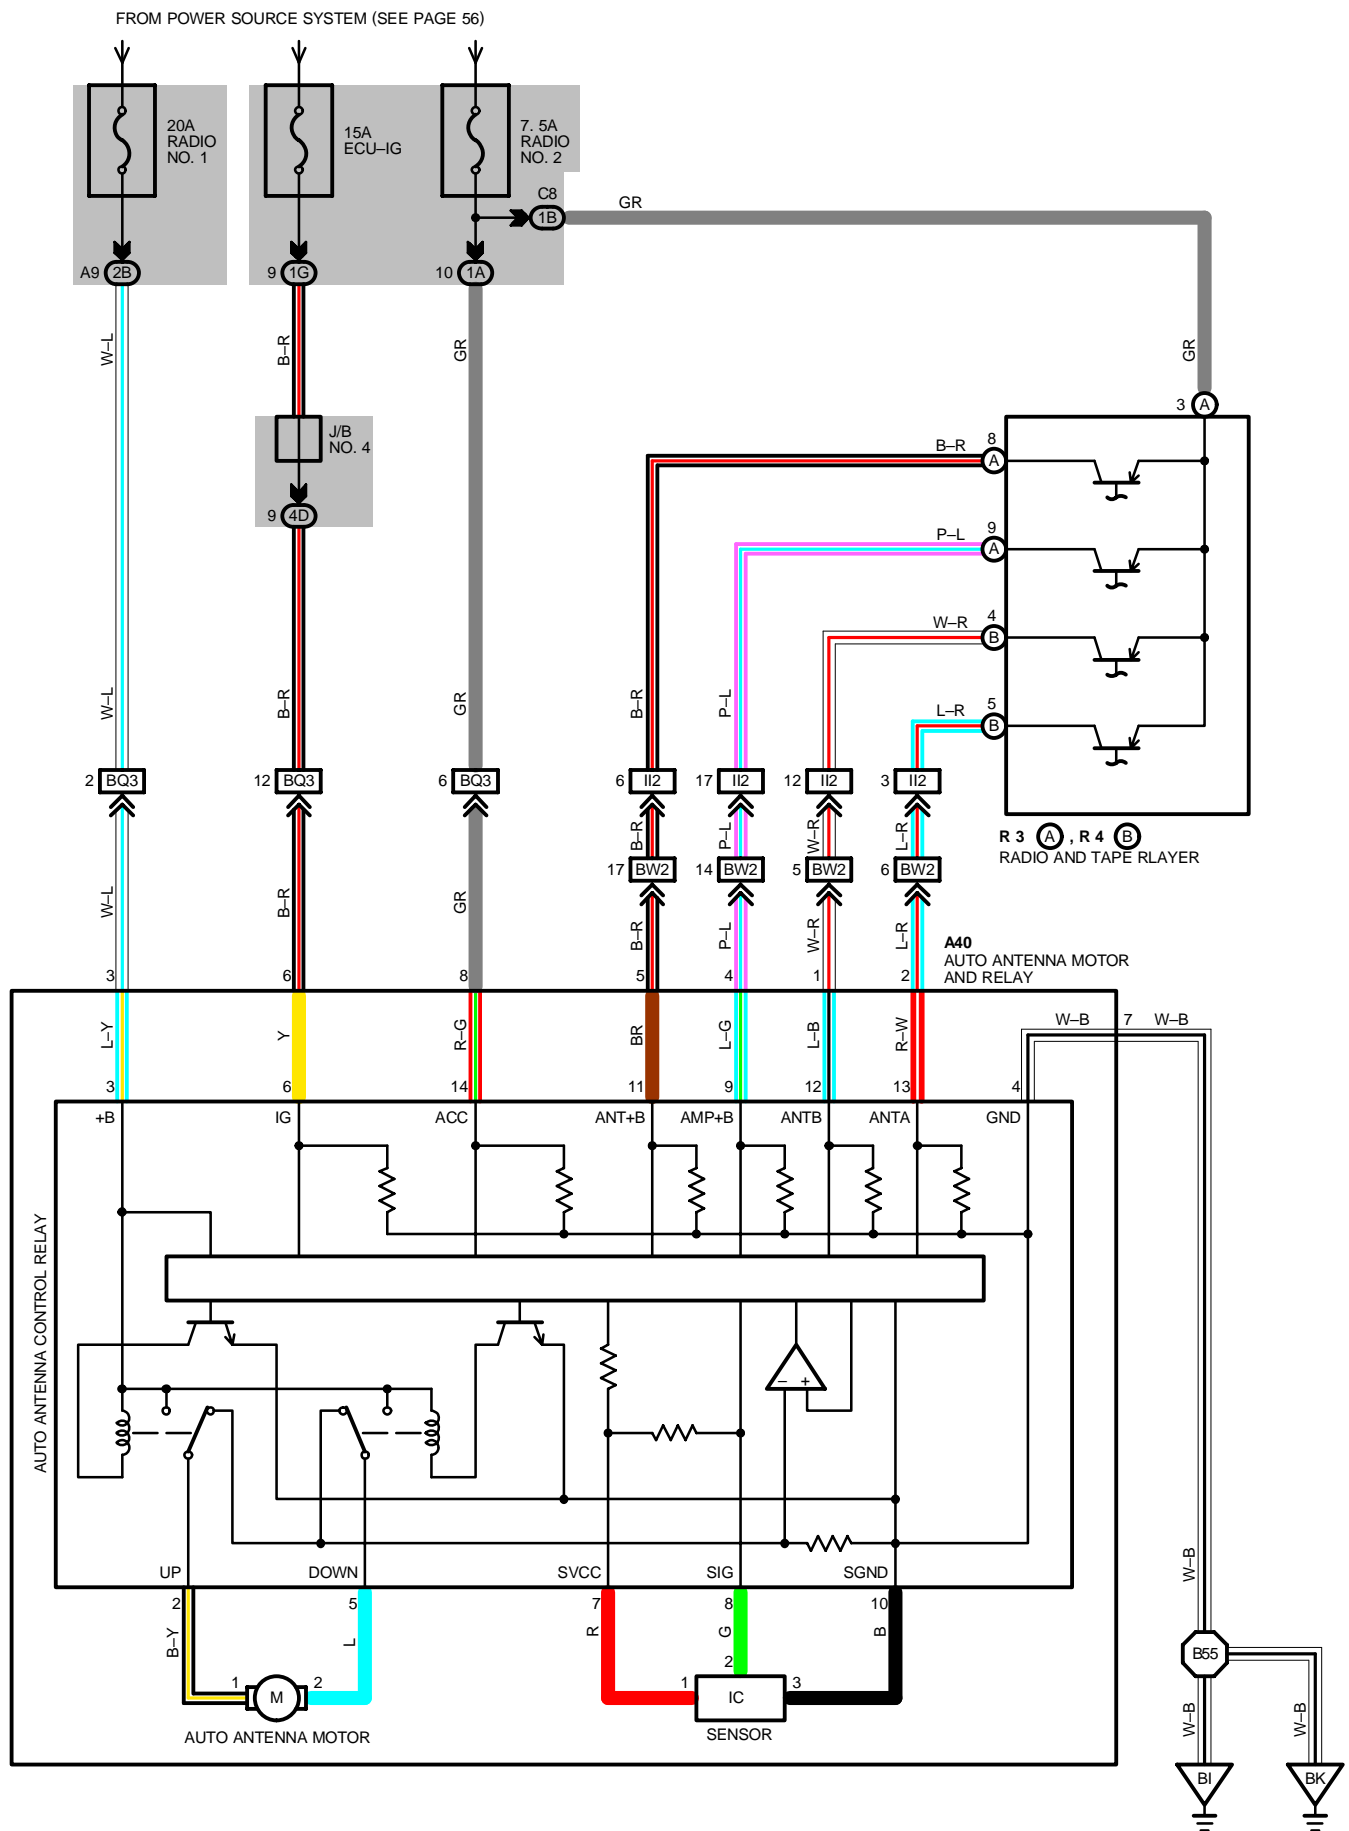 FROM POWER SOURCE SYSTEM (SEE PAGE 56)
20A
RADIO
NO. 1
15A
ECU–IG
7. 5A
RADIO
NO. 2
C8
1B
GR
A9 2B
9 1G
10 1A
W–L
B–R
GR
GR
J/B
NO. 4
9 4D
3 A
B–R
8
A
P–L
9
A
W–R
4
B
L–R
5
B
W–L
B–R
GR
B–R
P–L
2 BQ3
12 BQ3
6 BQ3
6 II2
17 II2
12 II2
3 II2
R 3 A , R 4 B
RADIO AND TAPE RLAYER
B–R
P–L
W–R
L–R
17 BW2
14 BW2
5 BW2
6 BW2
W–L
B–R
GR
B–R
P–L
W–R
L–R
A40
AUTO ANTENNA MOTOR
AND RELAY
3
6
8
5
4
1
2
L–Y
Y
R–G
BR
L–G
L–B
R–W
W–B
7
W–B
3
6
14
11
9
12
13
4
+B
IG
ACC
ANT+B
AMP+B
ANTB
ANTA
GND
AUTO ANTENNA CONTROL RELAY
– +
UP
DOWN
SVCC
SIG
SGND
2
5
7
8
10
B–Y
L
R
G
B
W–B
1
M
2
1
2
IC
3
AUTO ANTENNA MOTOR
SENSOR
B55
W–B
W–B
BI
BK